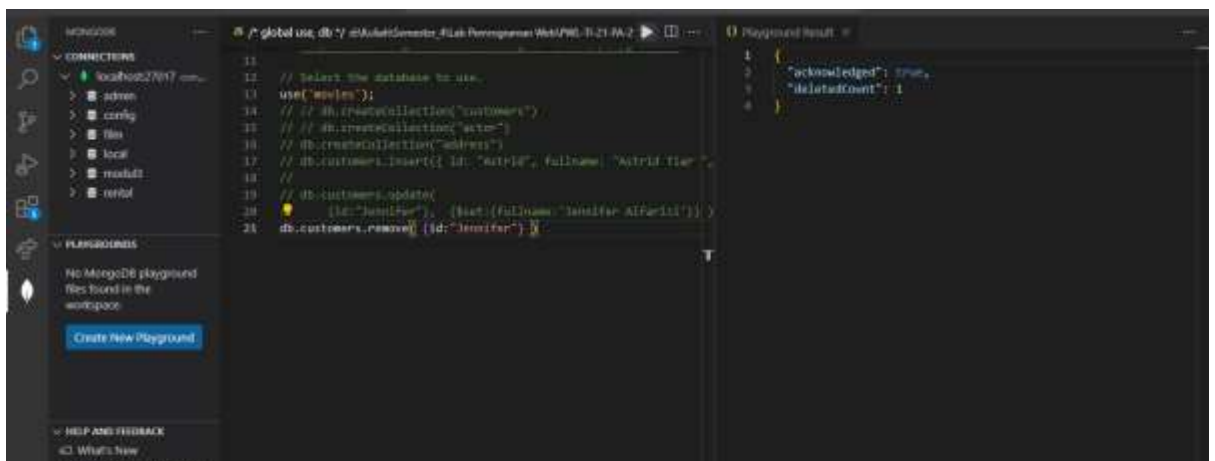 MONGODB
CONNECTIONS
localhost:27017 con...
admin
config
files
local
modul3
rental
PLAYGROUNDS
No MongoDB playground
files found in the
workspace.
Create New Playground
HELP AND FEEDBACK
What's New
/* global use, db */
11
12 // Select the database to use.
13 use("movies");
14 // // db.createCollection("customers")
15 // // db.createCollection("actor")
16 // db.createCollection("address")
17 // db.customers.insert({ id: "Astrid", fullname: "Astrid Tier ",
18 //
19 // db.customers.update(
20 {id:"Jennifer"}, {$set:{fullname:"Jennifer Alfarizi"}} )
21 db.customers.remove( {id:"Jennifer"} )
Playground Result
1 {
2 "acknowledged": true,
3 "deletedCount": 1
4 }